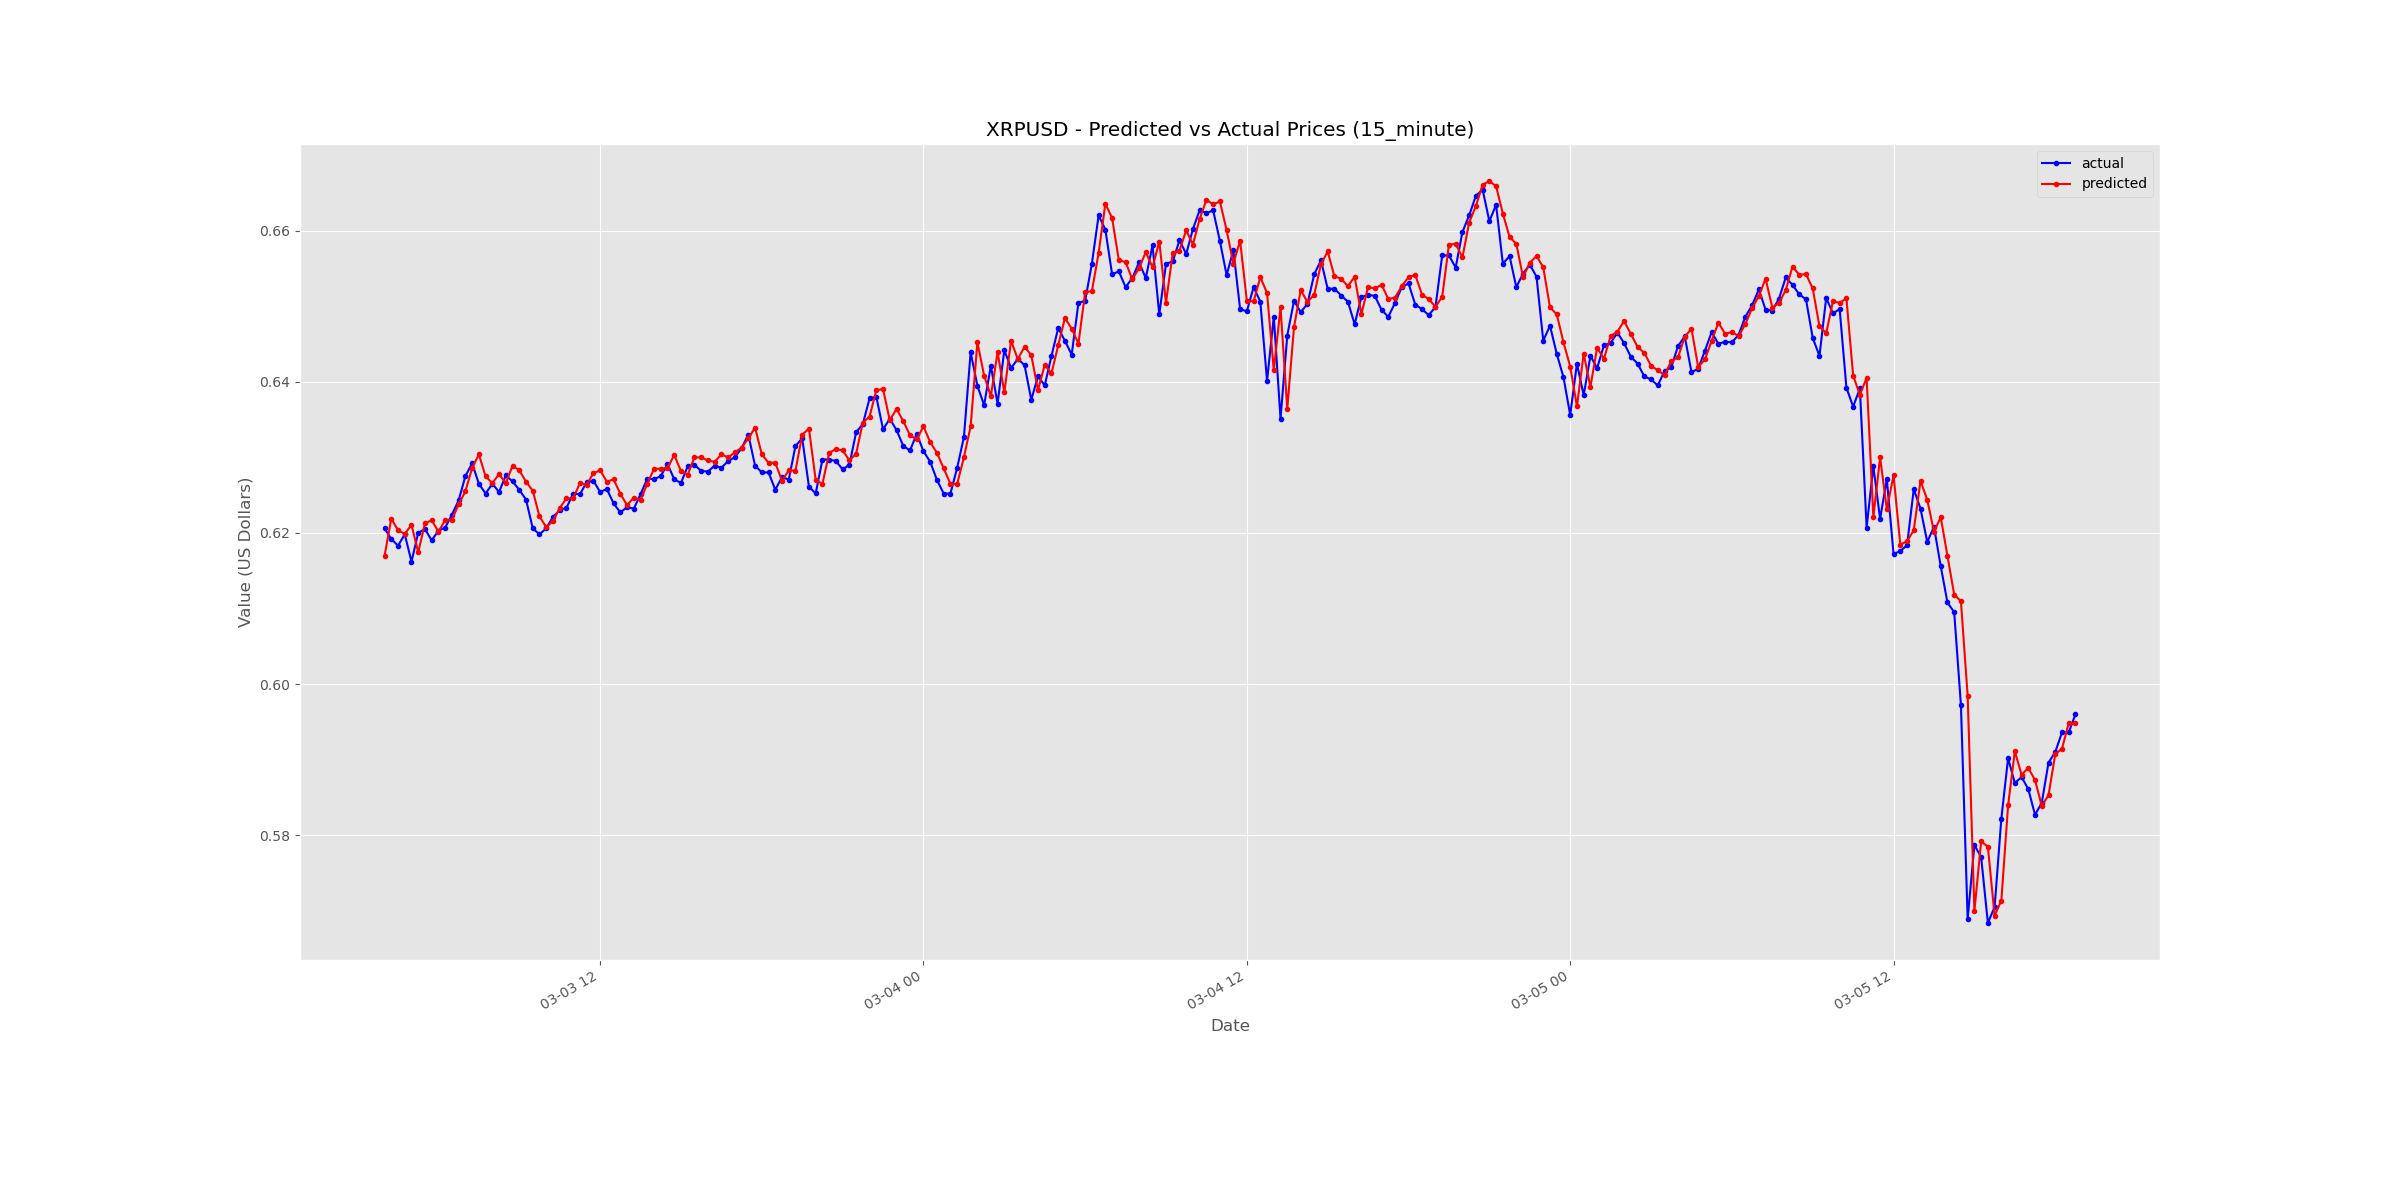 XRPUSD - Predicted vs Actual Prices (15_minute)
actual
predicted
0.66
0.64
0.62
0.60
0.58
Value (US Dollars)
03-03 12
03-04 00
03-04 12
03-05 00
03-05 12
Date